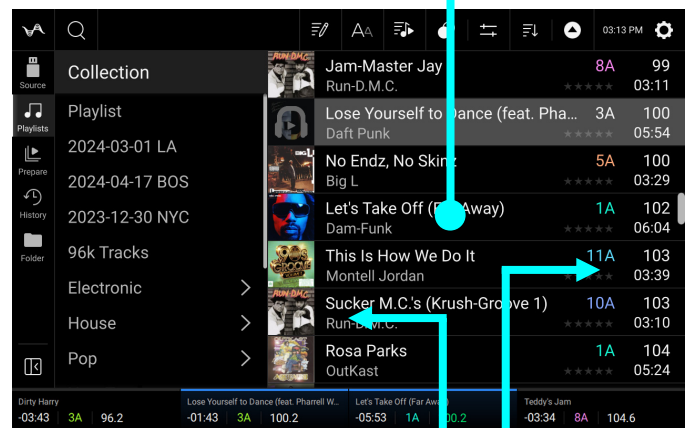 AA
03:13 PM
Source
Playlists
Prepare
History
Folder
Collection
Playlist
2024-03-01 LA
2024-04-17 BOS
2023-12-30 NYC
96k Tracks
Electronic
House
Pop
RUN-D.M.C.
Jam-Master Jay 8A 99
Run-D.M.C. 03:11
Lose Yourself to Dance (feat. Pha... 3A 100
Daft Punk 05:54
No Endz, No Skinz 5A 100
Big L 03:29
Let's Take Off (Far Away) 1A 102
Dam-Funk 06:04
This Is How We Do It 11A 103
Montell Jordan 03:39
Sucker M.C.'s (Krush-Groove 1) 10A 103
Run-D.M.C. 03:10
Rosa Parks 1A 104
OutKast 05:24
Dirty Harry
-03:43 3A 96.2
Lose Yourself to Dance (feat. Pharrell W...
-01:43 3A 100.2
Let's Take Off (Far Away)
-05:53 1A 100.2
Teddy's Jam
-03:34 8A 104.6